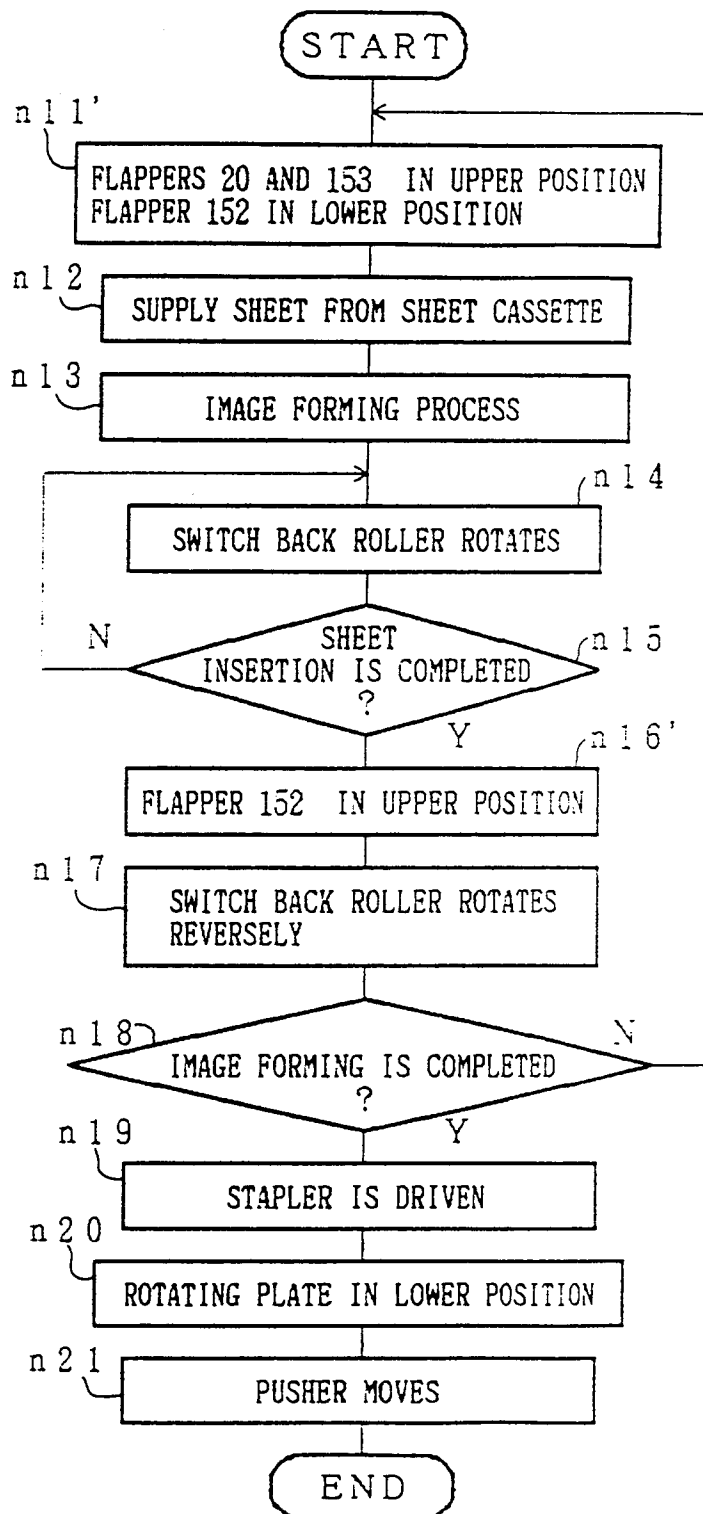 START
n11'
FLAPPERS 20 AND 153 IN UPPER POSITION
FLAPPER 152 IN LOWER POSITION
n12
SUPPLY SHEET FROM SHEET CASSETTE
n13
IMAGE FORMING PROCESS
n14
SWITCH BACK ROLLER ROTATES
N
SHEET
INSERTION IS COMPLETED
?
n15
Y
n16'
FLAPPER 152 IN UPPER POSITION
n17
SWITCH BACK ROLLER ROTATES
REVERSELY
n18
N
IMAGE FORMING IS COMPLETED
?
Y
n19
STAPLER IS DRIVEN
n20
ROTATING PLATE IN LOWER POSITION
n21
PUSHER MOVES
END